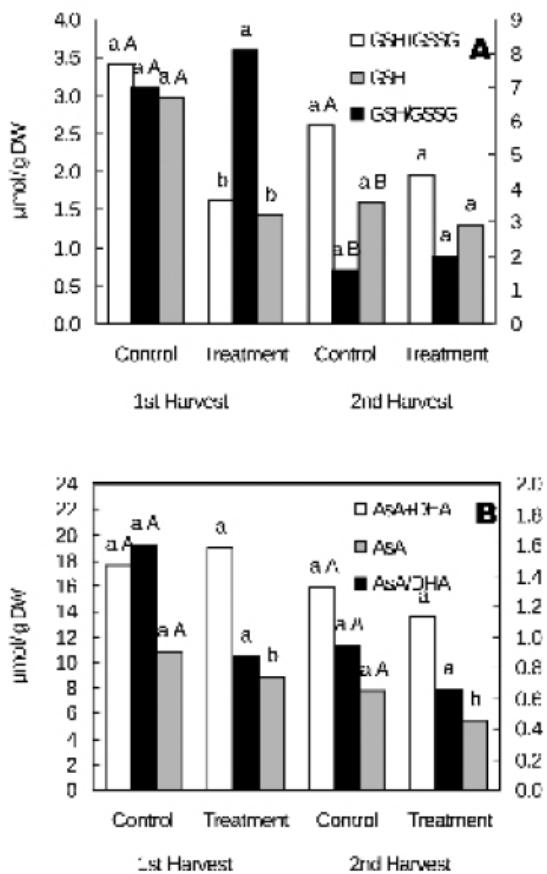 4.0
3.5
3.0
2.5
2.0
1.5
1.0
0.5
0.0
µmol/g DW
9
8
7
6
5
4
3
2
1
0
GSH/GSSG
GSH
GSH/GSSG
A
a A
a A
a A
b
a
b
a A
a B
a B
a
a
a
Control
Treatment
Control
Treatment
1st Harvest
2nd Harvest
24
22
20
18
16
14
12
10
8
6
4
2
0
µmol/g DW
2.0
1.8
1.6
1.4
1.2
1.0
0.8
0.6
0.4
0.2
0.0
AsA+DHA
AsA
AsA/DHA
B
a A
a A
a A
a
a
b
a A
a A
a A
a
a
b
Control
Treatment
Control
Treatment
1st Harvest
2nd Harvest